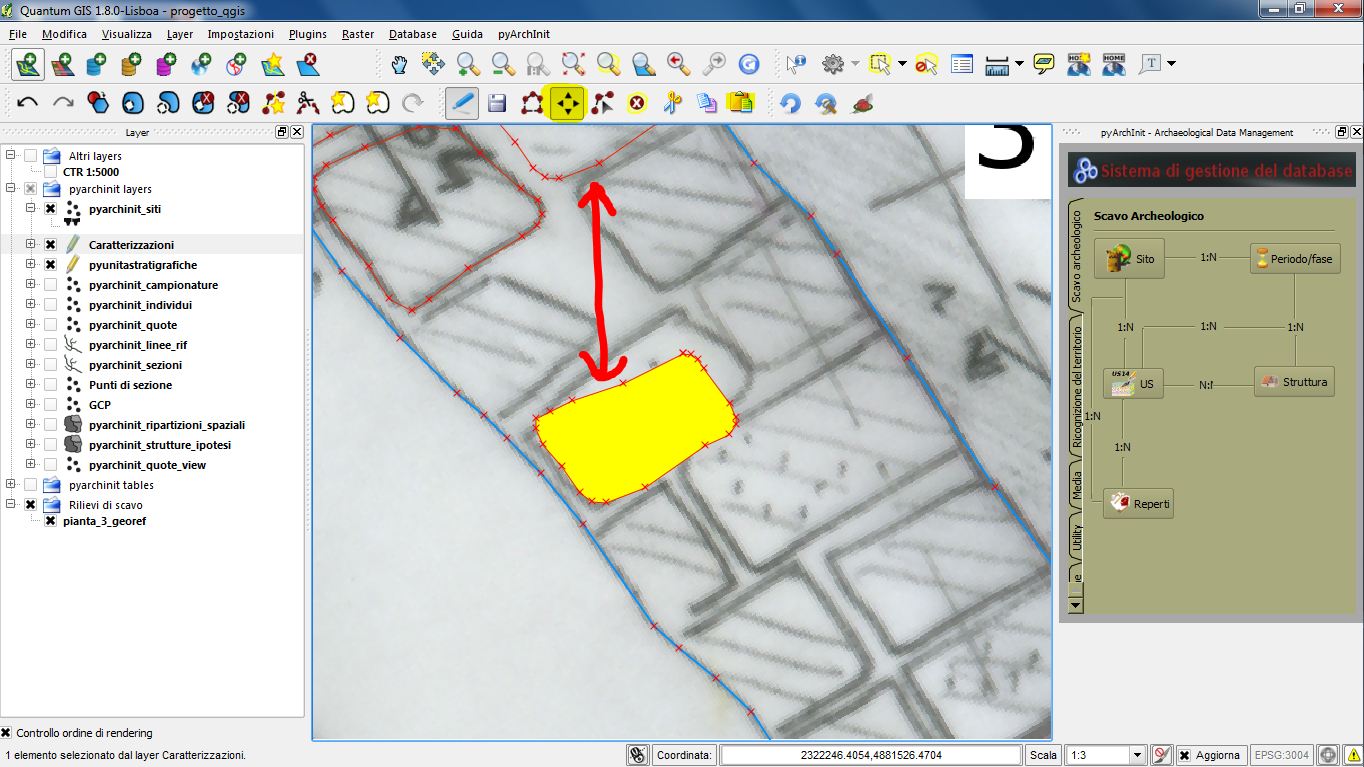 Quantum GIS 1.8.0-Lisboa - progetto_qgis
File Modifica Visualizza Layer Impostazioni Plugins Raster Database Guida pyArchInit
Layer
Altri layers
CTR 1:5000
pyarchinit layers
pyarchinit_siti
Caratterizzazioni
pyunitastratigrafiche
pyarchinit_campionature
pyarchinit_individui
pyarchinit_quote
pyarchinit_linee_rif
pyarchinit_sezioni
Punti di sezione
GCP
pyarchinit_ripartizioni_spaziali
pyarchinit_strutture_ipotesi
pyarchinit_quote_view
pyarchinit tables
Rilievi di scavo
pianta_3_georef
Controllo ordine di rendering
pyArchInit - Archaeological Data Management
Sistema di gestione del database
Scavo archeologico
Ricognizione del territorio
Media
Utility
Scavo Archeologico
Sito 1:N Periodo/fase
1:N 1:N 1:N
US14
US N:N Struttura
1:N
1:N
Reperti
1 elemento selezionato dal layer Caratterizzazioni.
Coordinata: 2322246.4054,4881526.4704 Scala 1:3 Aggiorna EPSG:3004